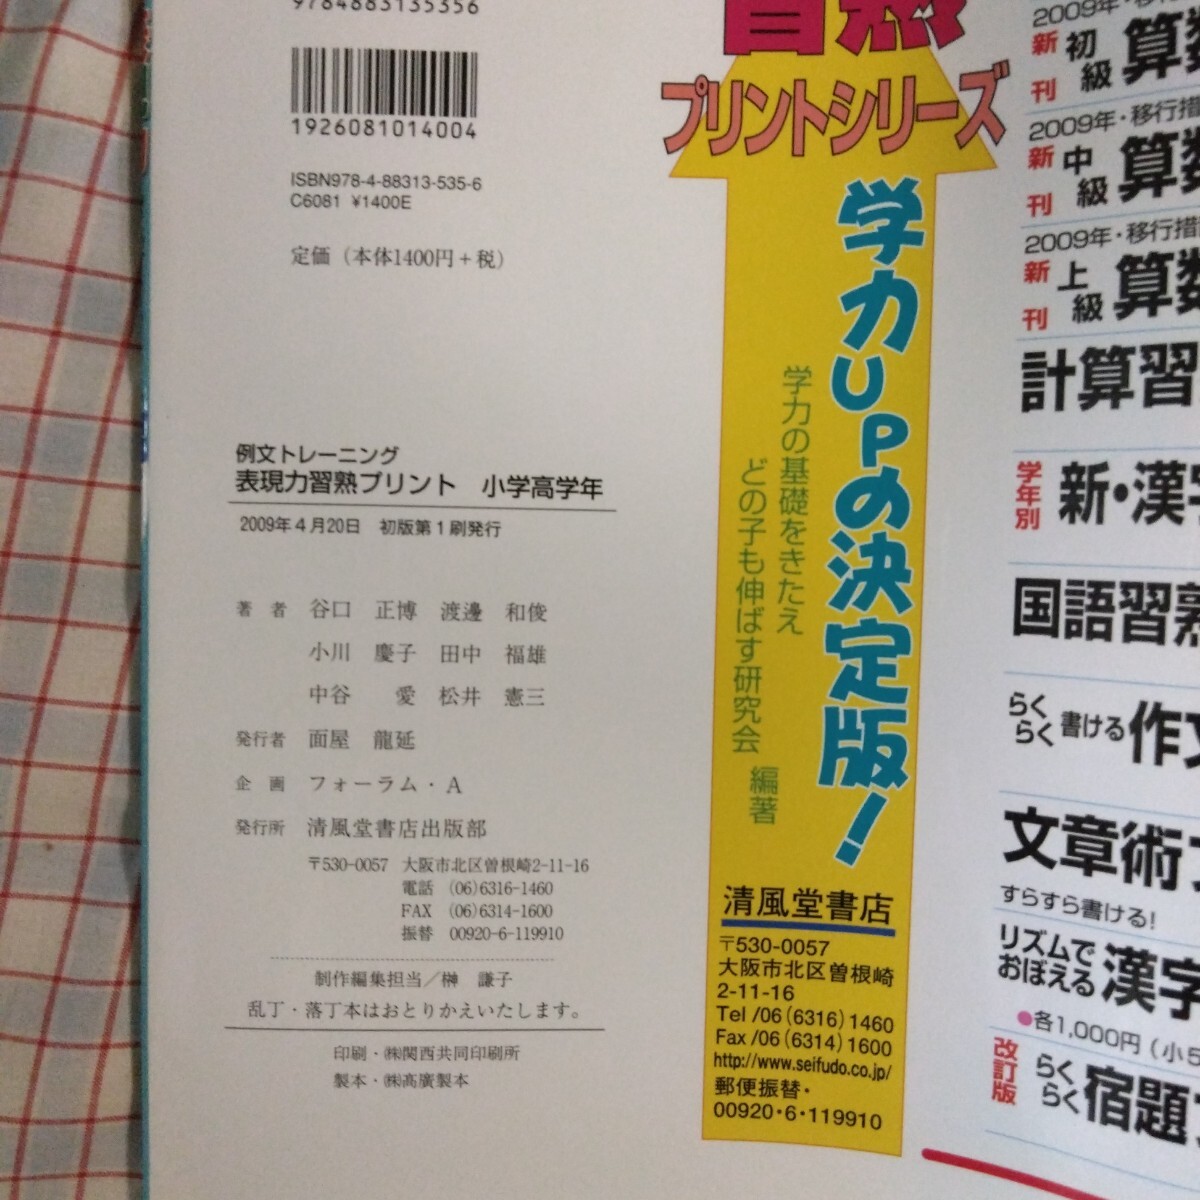 9784883135356
1926081014004
ISBN978-4-88313-535-6
C6081 ¥1400E
定価（本体1400円+税）
例文トレーニング
表現力習熟プリント 小学高学年
2009年4月20日 初版第1刷発行
著者 谷口 正博 渡邊 和俊
小川 慶子 田中 福雄
中谷 愛 松井 憲三
発行者 面屋 龍延
企画 フォーラム・A
発行所 清風堂書店出版部
〒530-0057 大阪市北区曽根崎2-11-16
電話 (06)6316-1460
FAX (06)6314-1600
振替 00920-6-119910
制作編集担当／榊 謙子
乱丁・落丁本はおとりかえいたします。
印刷・㈱関西共同印刷所
製本・㈱高廣製本
習熟
プリントシリーズ
学力UPの決定版！
学力の基礎をきたえ
どの子も伸ばす研究会 編著
清風堂書店
〒530-0057
大阪市北区曽根崎
2-11-16
Tel /06(6316)1460
Fax /06(6314)1600
http://www.seifudo.co.jp/
郵便振替・
00920・6・119910
2009年・移行
新刊 初級 算数
2009年・移行措
新刊 中級 算数
2009年・移行措
新刊 上級 算数
計算習
学年別 新・漢字
国語習熟
らくらく書ける 作文
文章術プ
すらすら書ける！
リズムでおぼえる 漢字
●各1,000円（小5
改訂版 らくらく 宿題プ